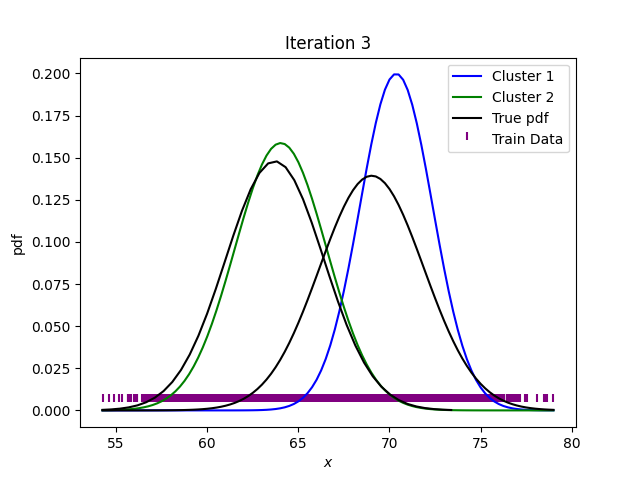 Iteration 3
0.200
0.175
0.150
0.125
0.100
0.075
0.050
0.025
0.000
pdf
Cluster 1
Cluster 2
True pdf
Train Data
55 60 65 70 75 80
x